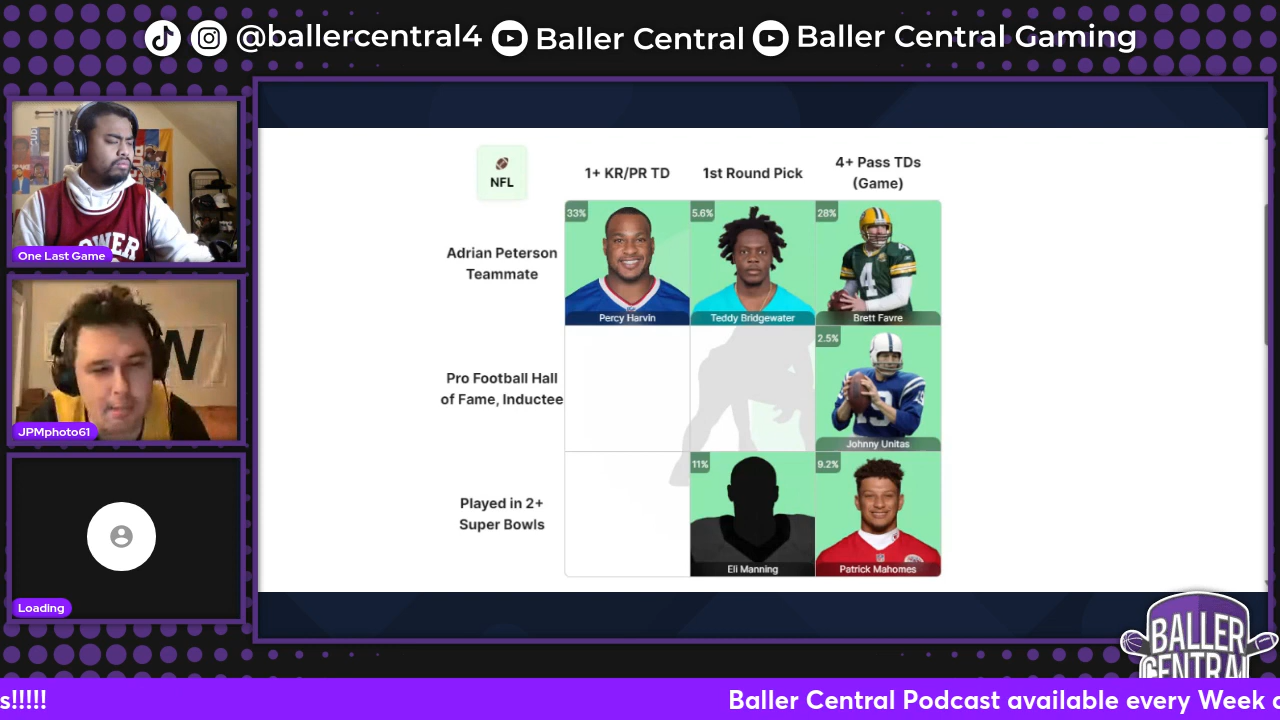 @ballercentral4 Baller Central Baller Central Gaming
One Last Game
JPMphoto61
Loading
NFL
1+ KR/PR TD
1st Round Pick
4+ Pass TDs
(Game)
Adrian Peterson
Teammate
33%
Percy Harvin
5.6%
Teddy Bridgewater
28%
Brett Favre
Pro Football Hall
of Fame, Inductee
2.5%
Johnny Unitas
Played in 2+
Super Bowls
11%
Eli Manning
9.2%
Patrick Mahomes
BALLER
CENTRAL
s!!!!!
Baller Central Podcast available every Week